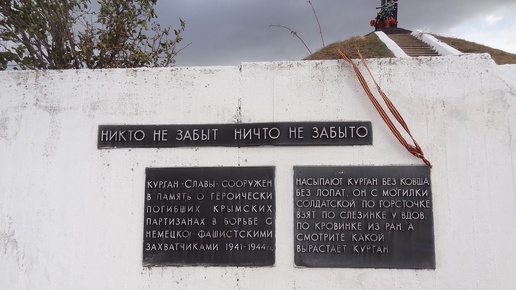 НИКТО НЕ ЗАБЫТ НИЧТО НЕ ЗАБЫТО
КУРГАН «СЛАВЫ» СООРУЖЕН
В ПАМЯТЬ О ГЕРОИЧЕСКИ
ПОГИБШИХ КРЫМСКИХ
ПАРТИЗАНАХ В БОРЬБЕ С
НЕМЕЦКО-ФАШИСТСКИМИ
ЗАХВАТЧИКАМИ 1941-1944г.
НАСЫПАЮТ КУРГАН БЕЗ КОВША,
БЕЗ ЛОПАТ ОН С МОГИЛКИ
СОЛДАТСКОЙ ПО ГОРСТОЧКЕ
ВЗЯТ ПО СЛЕЗИНКЕ У ВДОВ,
ПО КРОВИНКЕ ИЗ РАН, А
СМОТРИТЕ КАКОЙ
ВЫРАСТАЕТ КУРГАН.